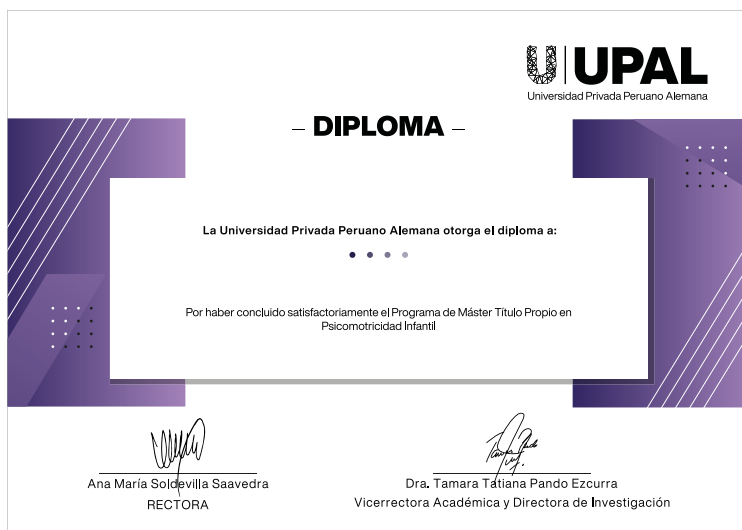 UPAL
Universidad Privada Peruano Alemana
– DIPLOMA –
La Universidad Privada Peruano Alemana otorga el diploma a:
Por haber concluido satisfactoriamente el Programa de Máster Título Propio en
Psicomotricidad Infantil
Ana María Soldevilla Saavedra
RECTORA
Dra. Tamara Tatiana Pando Ezcurra
Vicerrectora Académica y Directora de Investigación